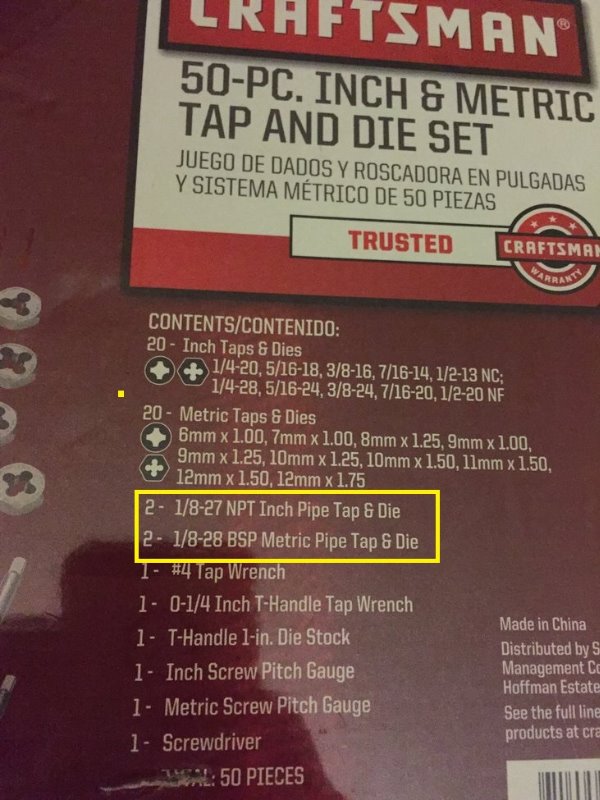 CRAFTSMAN®
50-PC. INCH & METRIC
TAP AND DIE SET
JUEGO DE DADOS Y ROSCADORA EN PULGADAS
Y SISTEMA MÉTRICO DE 50 PIEZAS
TRUSTED
CRAFTSMAN
WARRANTY
CONTENTS/CONTENIDO:
20 - Inch Taps & Dies
1/4-20, 5/16-18, 3/8-16, 7/16-14, 1/2-13 NC;
1/4-28, 5/16-24, 3/8-24, 7/16-20, 1/2-20 NF
20 - Metric Taps & Dies
6mm x 1.00, 7mm x 1.00, 8mm x 1.25, 9mm x 1.00,
9mm x 1.25, 10mm x 1.25, 10mm x 1.50, 11mm x 1.50,
12mm x 1.50, 12mm x 1.75
2 - 1/8-27 NPT Inch Pipe Tap & Die
2 - 1/8-28 BSP Metric Pipe Tap & Die
1 - #4 Tap Wrench
1 - 0-1/4 Inch T-Handle Tap Wrench
1 - T-Handle 1-in. Die Stock
1 - Inch Screw Pitch Gauge
1 - Metric Screw Pitch Gauge
1 - Screwdriver
TOTAL: 50 PIECES
Made in China
Distributed by S
Management Co
Hoffman Estate
See the full line
products at cra